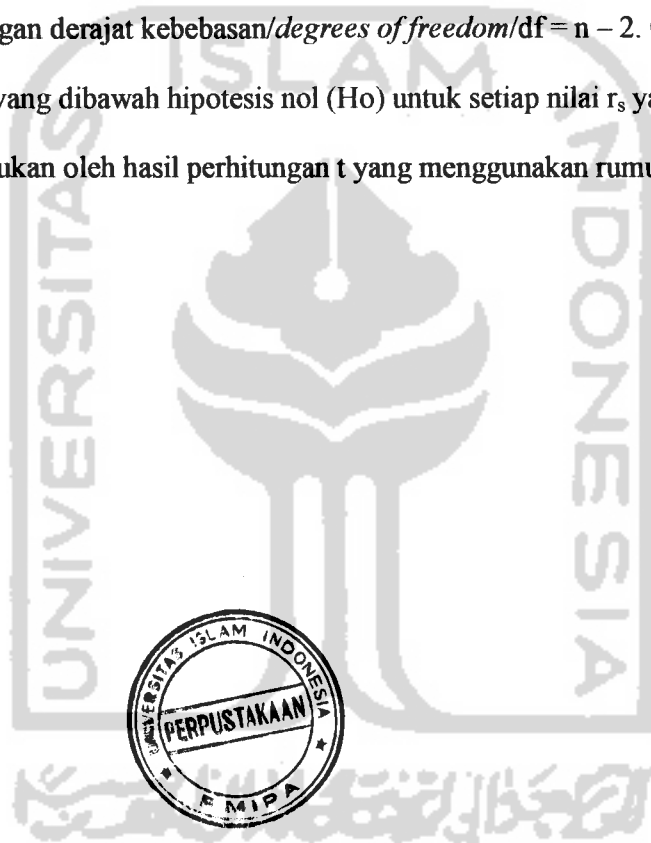 gan derajat kebebasan/degrees of freedom/df = n – 2.
yang dibawah hipotesis nol (Ho) untuk setiap nilai rₛ ya
ukan oleh hasil perhitungan t yang menggunakan rumu
ISLAM
UNIVERSITAS
INDONESIA
UNIVERSITAS ISLAM INDONESIA
PERPUSTAKAAN
F MIPA